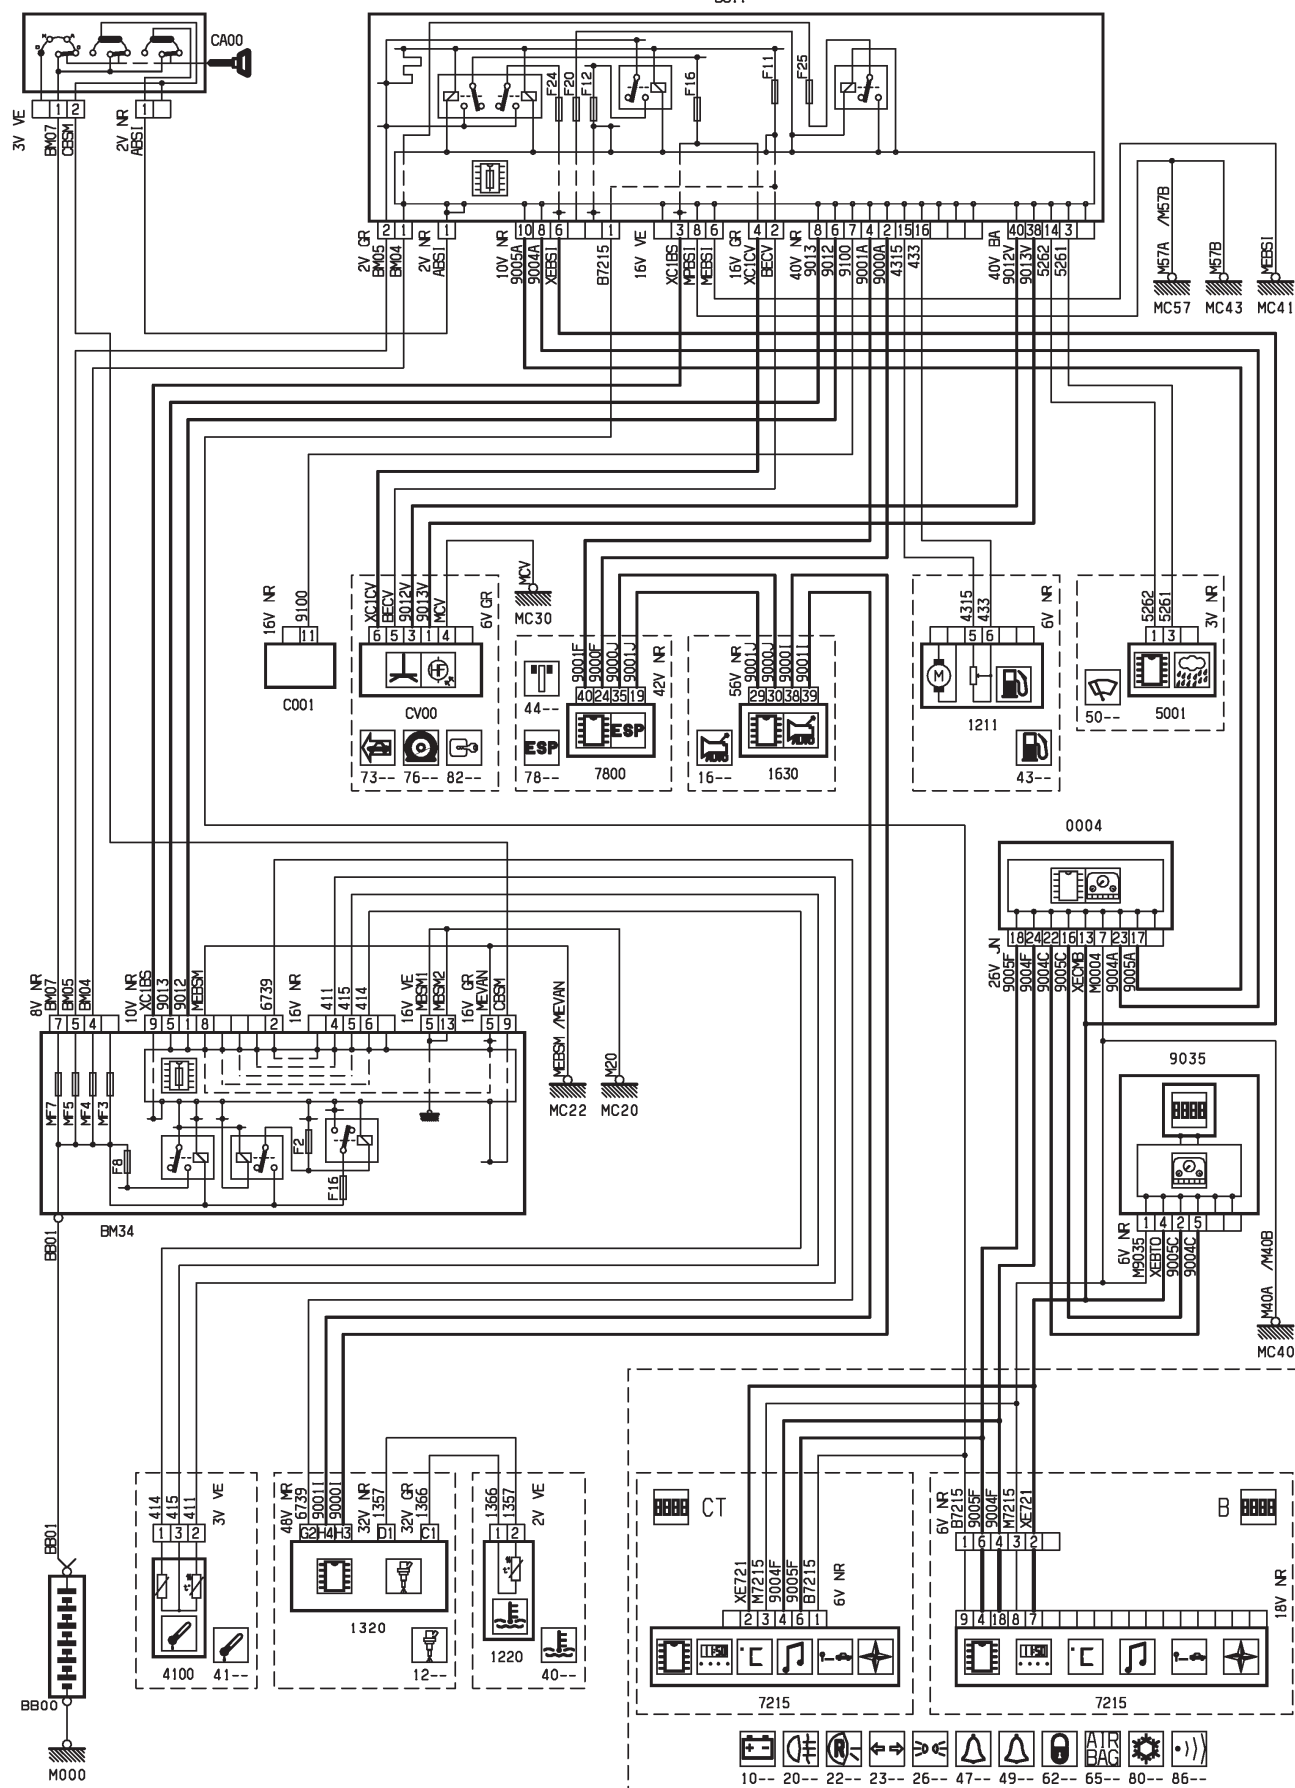 CA00
3V VE
1 2
BM07
CBSM
2V NR
1
ABSI
F24
F20
F12
F16
F11
F25
2 1
1
10 8 6
1
3 8 6
4 2
8 6 7 4 2 15 16
40 38 14 3
2V GR
BM05
BM04
2V NR
ABSI
10V NR
9005A
9004A
XEBSI
B7215
16V VE
XC1BS
MPBSI
MEBSI
16V GR
XC1CV
BECV
40V NR
9013
9012
9100
9001A
9000A
4315
433
40V BA
9012V
9013V
5262
5261
M57A /M57B
M57B
MEBSI
MC57
MC43
MC41
16V NR
9100
11
C001
XC1CV
BECV
9012V
9013V
MCV
6V GR
6 5 3 1 4
CV00
73--
76--
82--
MCV
MC30
44--
78--
ESP
9001F
9000F
9000J
9001J
42V NR
40 24 35 19
ESP
7800
56V NR
9001J
9000J
9000I
9001I
29 30 38 39
AUTO
1630
AUTO
16--
4315
433
6V NR
5 6
M
1211
43--
5262
5261
3V NR
1 3
5001
50--
0004
18 24 22 16 13 7 23 17
26V JN
9005F
9004F
9004C
9005C
XECMB
M0004
9004A
9005A
8V NR
BM07
BM05
BM04
10V NR
XC1BS
9013
9012
MEBSM
6739
16V NR
411
415
414
16V VE
MBSM1
MBSM2
16V GR
MEVAN
CBSM
7 5 4
9 5 1 8 2
4 5 6
5 13
5 9
MEBSM /MEVAN
M20
MC22
MC20
MF7
MF5
MF4
MF3
F8
F2
F16
BM34
BB01
9035
1 4 2 5
6V NR
M9035
XEBTO
9005C
9004C
M40A /M40B
MC40
BB01
BB00
M000
414
415
411
3V VE
1 3 2
4100
41--
48V MR
6739
9001I
9000I
32V NR
1357
32V GR
1366
G2 H4 H3
D1
C1
1320
12--
1366
1357
2V VE
1 2
1220
40--
CT
XE721
M7215
9004F
9005F
B7215
6V NR
2 3 4 6 1
7215
B
6V NR
B7215
9005F
9004F
M7215
XE721
1 6 4 3 2
18V NR
9 4 18 8 7
7215
10--
20--
22--
23--
26--
47--
49--
62--
AIR
BAG
65--
80--
86--